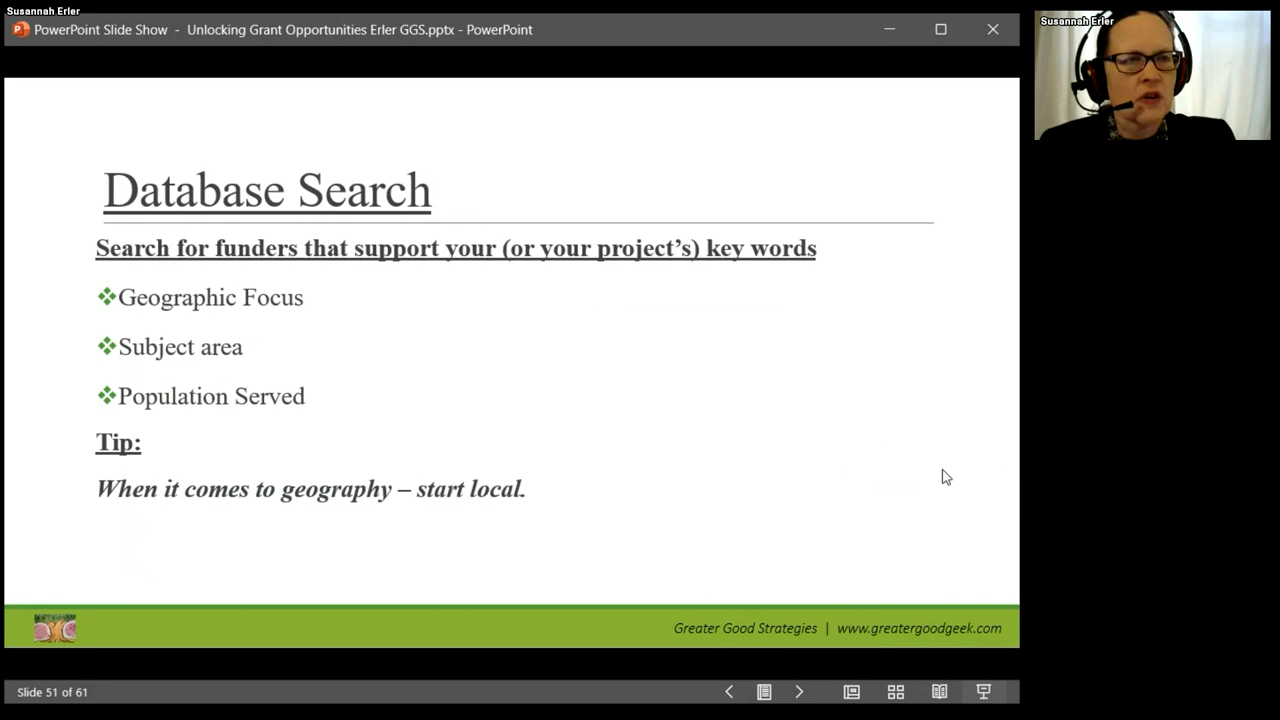 Susannah Erler
PowerPoint Slide Show - Unlocking Grant Opportunities Erler GGS.pptx - PowerPoint
Susannah Erler
Database Search
Search for funders that support your (or your project’s) key words
❖Geographic Focus
❖Subject area
❖Population Served
Tip:
When it comes to geography – start local.
Greater Good Strategies | www.greatergoodgeek.com
Slide 51 of 61